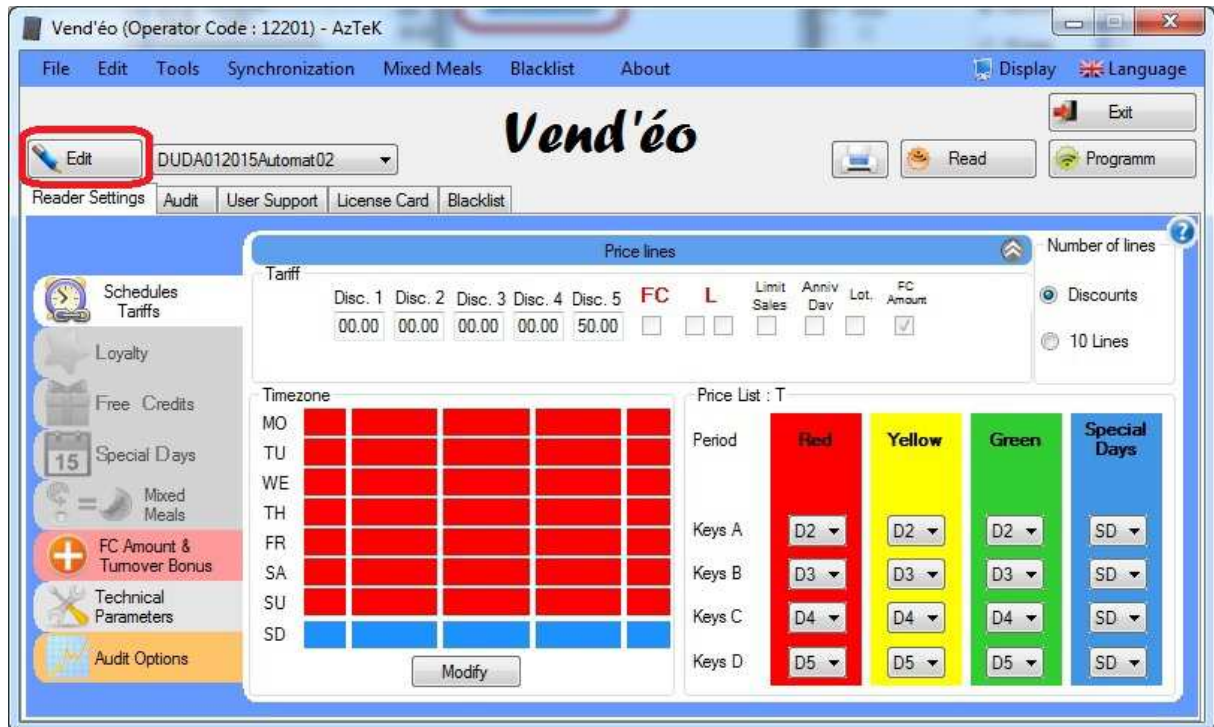 Vend'éo (Operator Code : 12201) - AzTeK
File Edit Tools Synchronization Mixed Meals Blacklist About Display Language
Vend'éo
Exit
Edit DUDA012015Automat02 Read Programm
Reader Settings Audit User Support License Card Blacklist
Price lines
Number of lines
Discounts
10 Lines
Schedules
Tariffs
Loyalty
Free Credits
15 Special Days
Mixed
Meals
FC Amount &
Turnover Bonus
Technical
Parameters
Audit Options
Tariff
Disc. 1 Disc. 2 Disc. 3 Disc. 4 Disc. 5 FC L Limit Sales Anniv Day Lot. FC Amount
00.00 00.00 00.00 00.00 50.00
Timezone
MO
TU
WE
TH
FR
SA
SU
SD
Modify
Price List : T
Period Red Yellow Green Special Days
Keys A D2 D2 D2 SD
Keys B D3 D3 D3 SD
Keys C D4 D4 D4 SD
Keys D D5 D5 D5 SD